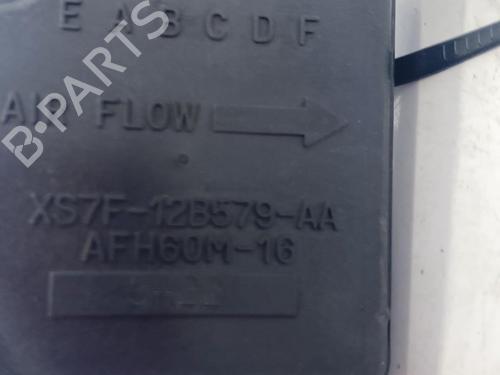 E A B C D F
AIR FLOW
XS7F-12B579-AA
AFH60M-16
B-PARTS